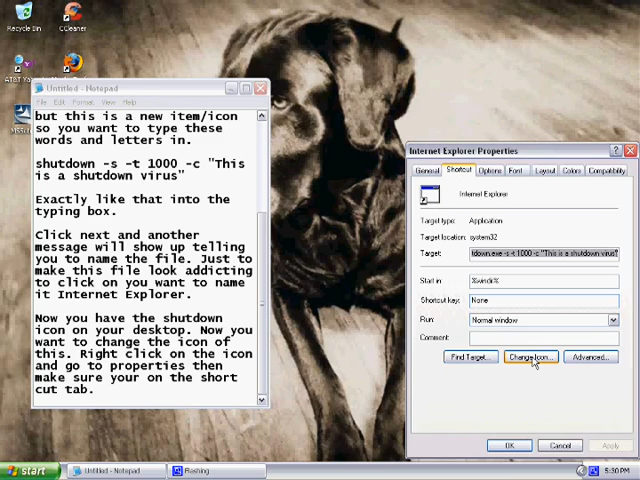 Recycle Bin
CCleaner
Untitled - Notepad
File Edit Format View Help
but this is a new item/icon
so you want to type these
words and letters in.
shutdown -s -t 1000 -c "This
is a shutdown virus"
Exactly like that into the
typing box.
Click next and another
message will show up telling
you to name the file. Just to
make this file look addicting
to click on you want to name
it Internet Explorer.
Now you have the shutdown
icon on your desktop. Now you
want to change the icon of
this. Right click on the icon
and go to properties then
make sure your on the short
cut tab.
Internet Explorer Properties
General Shortcut Options Font Layout Colors Compatibility
Internet Explorer
Target type: Application
Target location: system32
Target: tdown.exe -s -t 1000 -c "This is a shutdown virus"
Start in: %windir%
Shortcut key: None
Run: Normal window
Comment:
Find Target... Change Icon... Advanced...
OK Cancel Apply
start
Untitled - Notepad
Flashing
5:30 PM